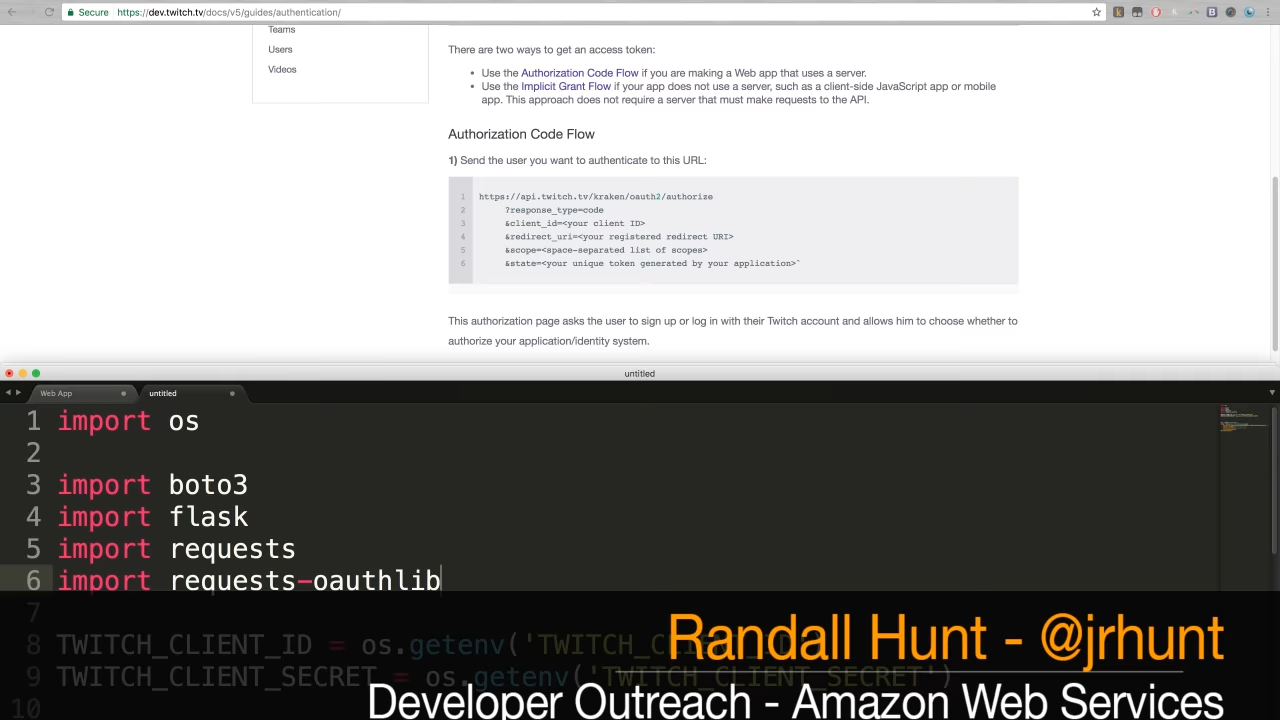 Secure https://dev.twitch.tv/docs/v5/guides/authentication/
Teams
Users
Videos
There are two ways to get an access token:
• Use the Authorization Code Flow if you are making a Web app that uses a server.
• Use the Implicit Grant Flow if your app does not use a server, such as a client-side JavaScript app or mobile
app. This approach does not require a server that must make requests to the API.
Authorization Code Flow
1) Send the user you want to authenticate to this URL:
1 https://api.twitch.tv/kraken/oauth2/authorize
2 ?response_type=code
3 &client_id=<your client ID>
4 &redirect_uri=<your registered redirect URI>
5 &scope=<space-separated list of scopes>
6 &state=<your unique token generated by your application>`
This authorization page asks the user to sign up or log in with their Twitch account and allows him to choose whether to
authorize your application/identity system.
untitled
Web App
untitled
1 import os
2
3 import boto3
4 import flask
5 import requests
6 import requests-oauthlib
7
8 TWITCH_CLIENT_ID = os.getenv('TWITCH_CLIENT_ID')
9 TWITCH_CLIENT_SECRET = os.getenv('TWITCH_CLIENT_SECRET')
10
Randall Hunt - @jrhunt
Developer Outreach - Amazon Web Services